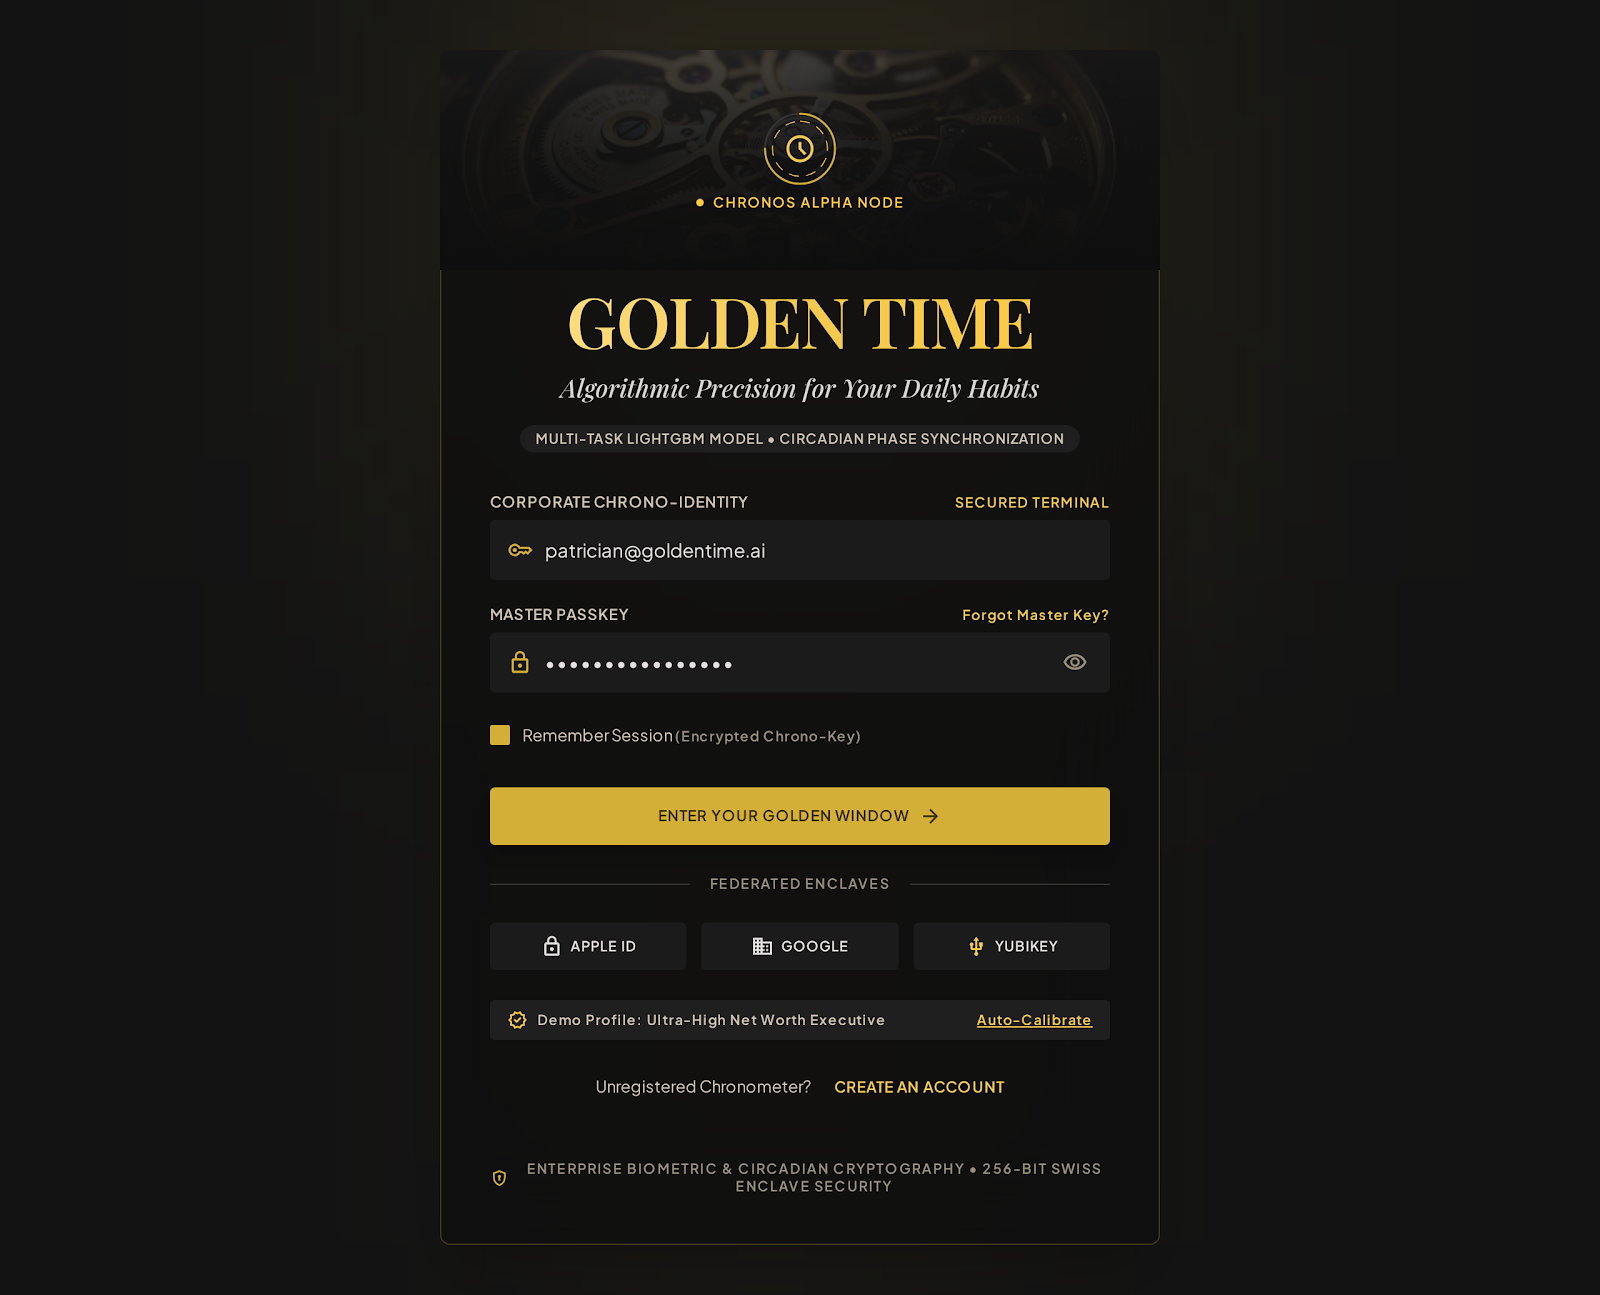 CHRONOS ALPHA NODE
GOLDEN TIME
Algorithmic Precision for Your Daily Habits
MULTI-TASK LIGHTGBM MODEL • CIRCADIAN PHASE SYNCHRONIZATION
CORPORATE CHRONO-IDENTITY
SECURED TERMINAL
patrician@goldentime.ai
MASTER PASSKEY
Forgot Master Key?
••••••••••••••••
Remember Session (Encrypted Chrono-Key)
ENTER YOUR GOLDEN WINDOW →
FEDERATED ENCLAVES
APPLE ID
GOOGLE
YUBIKEY
Demo Profile: Ultra-High Net Worth Executive
Auto-Calibrate
Unregistered Chronometer? CREATE AN ACCOUNT
ENTERPRISE BIOMETRIC & CIRCADIAN CRYPTOGRAPHY • 256-BIT SWISS
ENCLAVE SECURITY